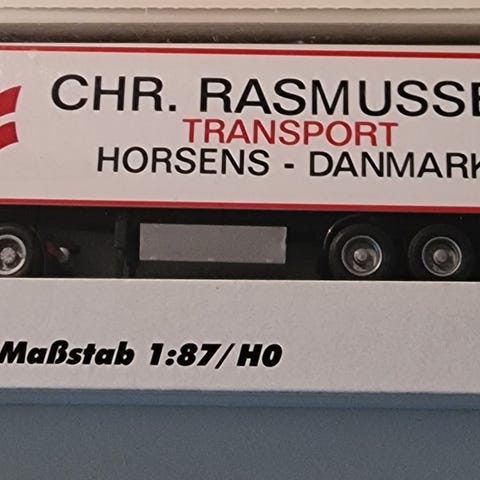 CHR. RASMUSSE
TRANSPORT
HORSENS - DANMARK
Maßstab 1:87/H0